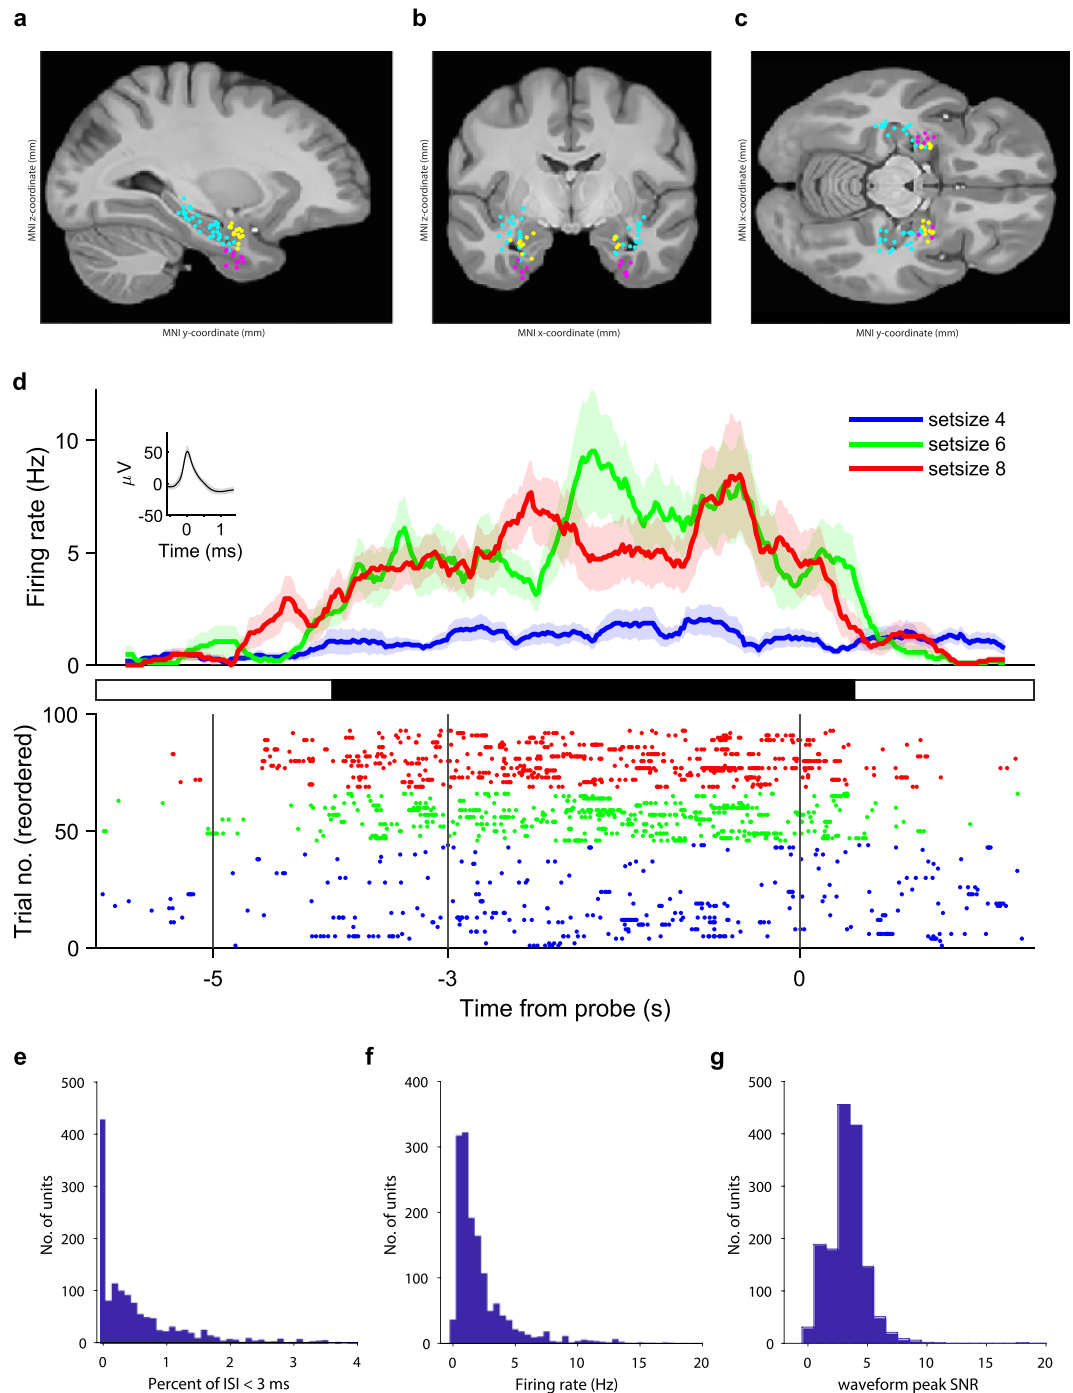 a
b
c
MNI z-coordinate (mm)
MNI y-coordinate (mm)
MNI z-coordinate (mm)
MNI x-coordinate (mm)
MNI x-coordinate (mm)
MNI y-coordinate (mm)
d
Firing rate (Hz)
10
5
0
μV
50
0
-50
0 1
Time (ms)
setsize 4
setsize 6
setsize 8
Trial no. (reordered)
100
50
0
-5 -3 0
Time from probe (s)
e
No. of units
500
400
300
200
100
0
0 1 2 3 4
Percent of ISI < 3 ms
f
No. of units
400
300
200
100
0
0 5 10 15 20
Firing rate (Hz)
g
No. of units
500
400
300
200
100
0
0 5 10 15 20
waveform peak SNR